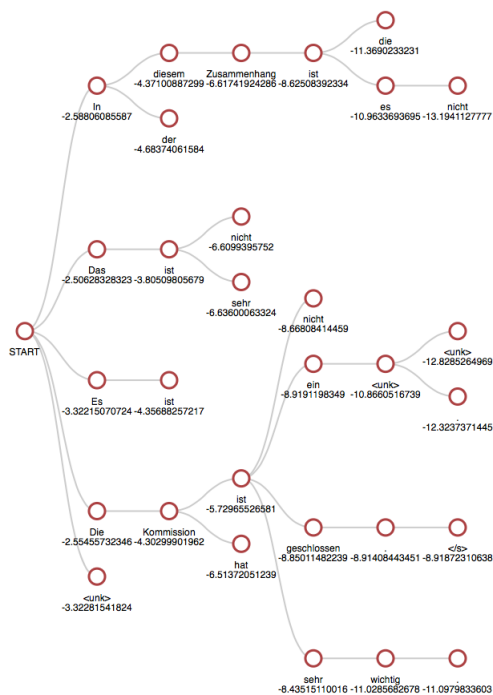 die
-11.3690233231
diesem Zusammenhang ist
-4.37100887299 -6.61741924286 -8.62508392334
In
-2.58806085587
es nicht
-10.9633693695 -13.1941127777
der
-4.68374061584
nicht
-6.6099395752
Das ist
-2.50628328323 -3.80509805679
sehr
-6.63600063324
nicht
-8.66808414459
START
<unk>
-12.8285264969
Es ist
-3.32215070724 -4.35688257217
ein <unk>
-8.9191198349 -10.8660516739
.
-12.3237371445
ist
-5.72965526581
Die Kommission
-2.55455732346 -4.30299901962
geschlossen . </s>
-8.85011482239 -8.91408443451 -8.91872310638
hat
-6.51372051239
<unk>
-3.32281541824
sehr wichtig .
-8.43515110016 -11.0285682678 -11.0979833603